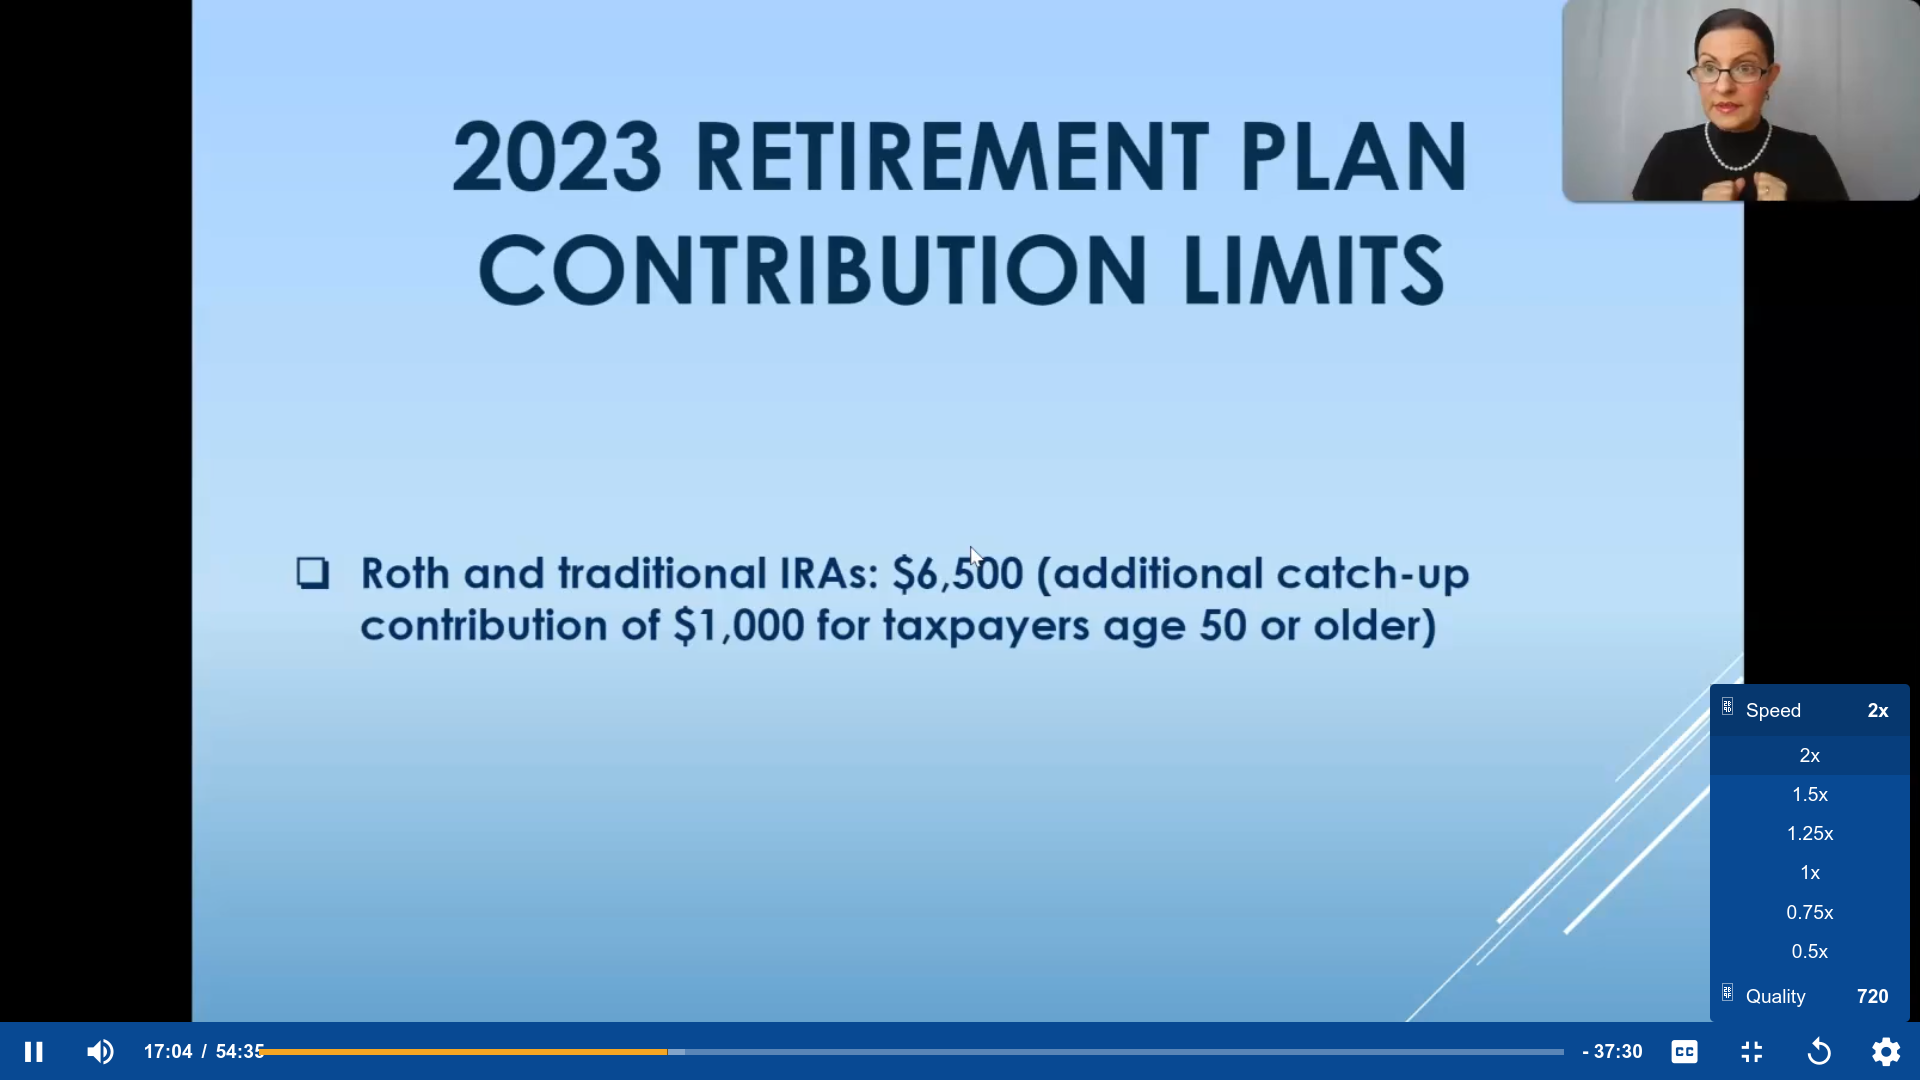 2023 RETIREMENT PLAN
CONTRIBUTION LIMITS
❑ Roth and traditional IRAs: $6,500 (additional catch-up
contribution of $1,000 for taxpayers age 50 or older)
Speed 2x
2x
1.5x
1.25x
1x
0.75x
0.5x
Quality 720
17:04 / 54:35 - 37:30 CC